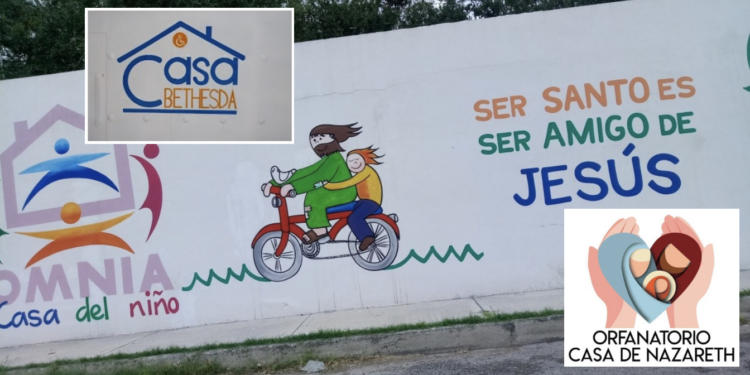 Casa
BETHESDA
SER SANTO ES
SER AMIGO DE
JESÚS
OMNIA
Casa del niño
ORFANATORIO
CASA DE NAZARETH